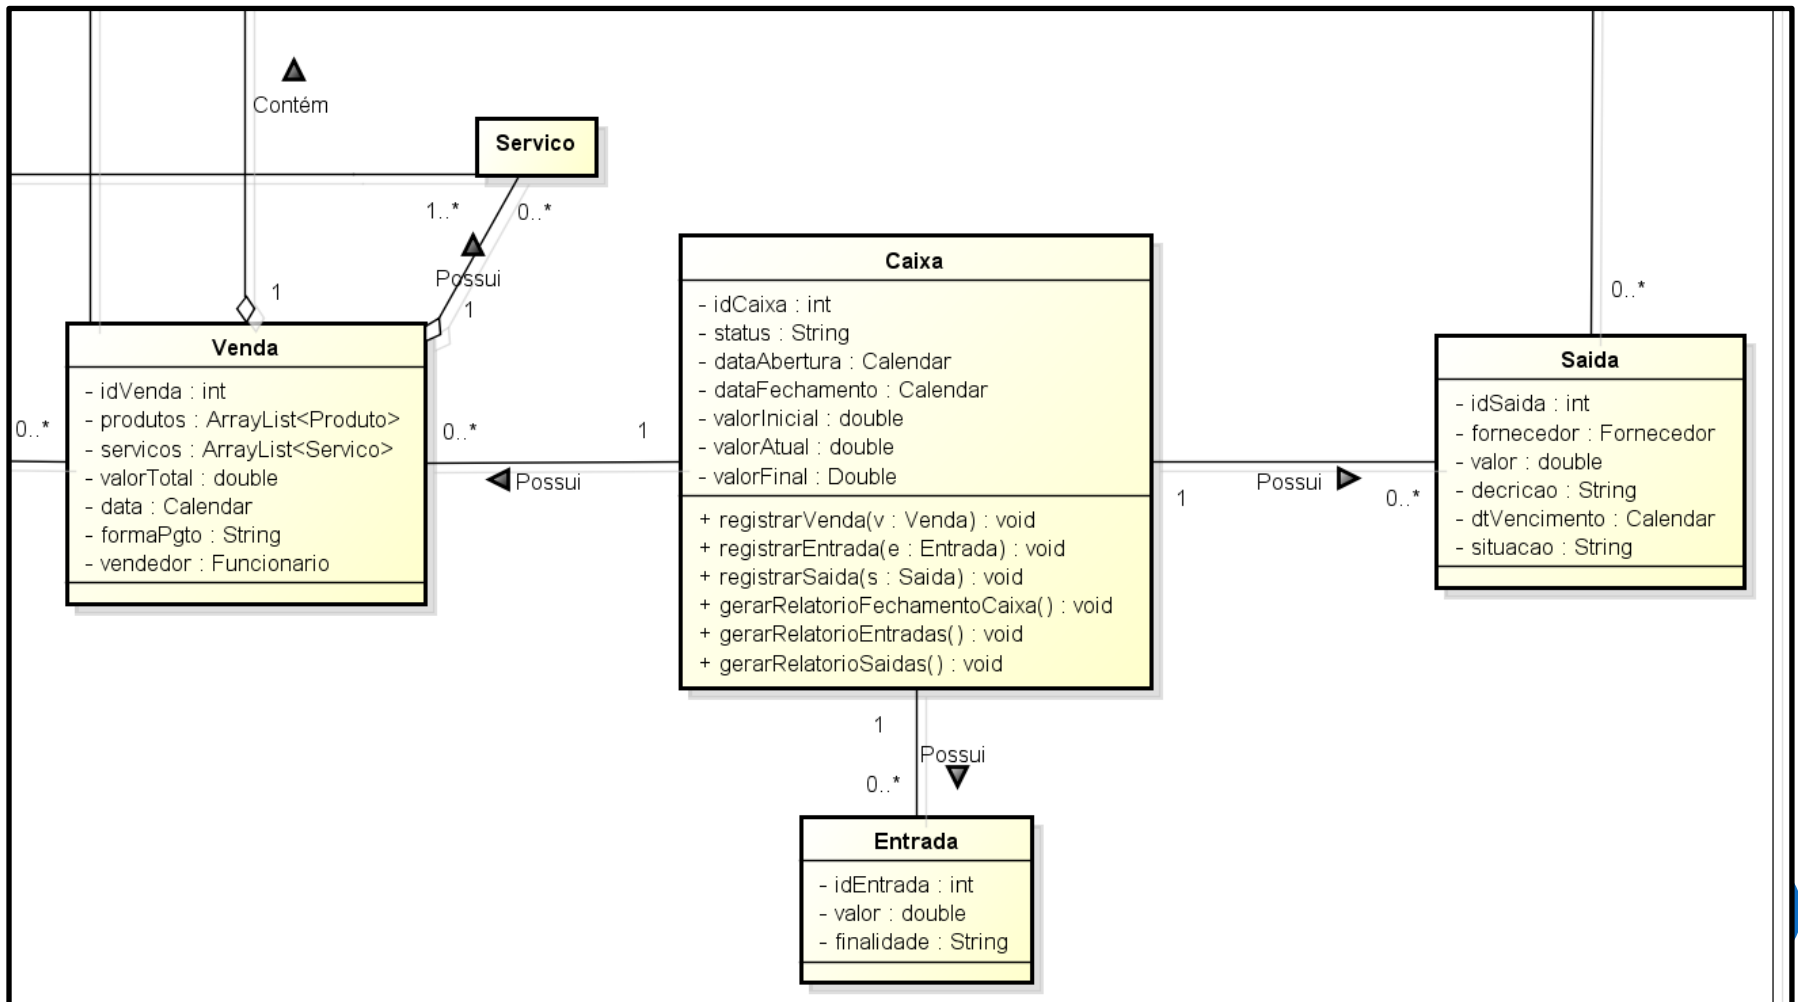 Contém
Servico
1..*
0..*
Possui
1
1
Venda
- idVenda : int
- produtos : ArrayList<Produto>
- servicos : ArrayList<Servico>
- valorTotal : double
- data : Calendar
- formaPgto : String
- vendedor : Funcionario
0..*
0..*
1
Possui
Caixa
- idCaixa : int
- status : String
- dataAbertura : Calendar
- dataFechamento : Calendar
- valorInicial : double
- valorAtual : double
- valorFinal : Double
+ registrarVenda(v : Venda) : void
+ registrarEntrada(e : Entrada) : void
+ registrarSaida(s : Saida) : void
+ gerarRelatorioFechamentoCaixa() : void
+ gerarRelatorioEntradas() : void
+ gerarRelatorioSaidas() : void
1
Possui
0..*
0..*
Saida
- idSaida : int
- fornecedor : Fornecedor
- valor : double
- decricao : String
- dtVencimento : Calendar
- situacao : String
1
Possui
0..*
Entrada
- idEntrada : int
- valor : double
- finalidade : String